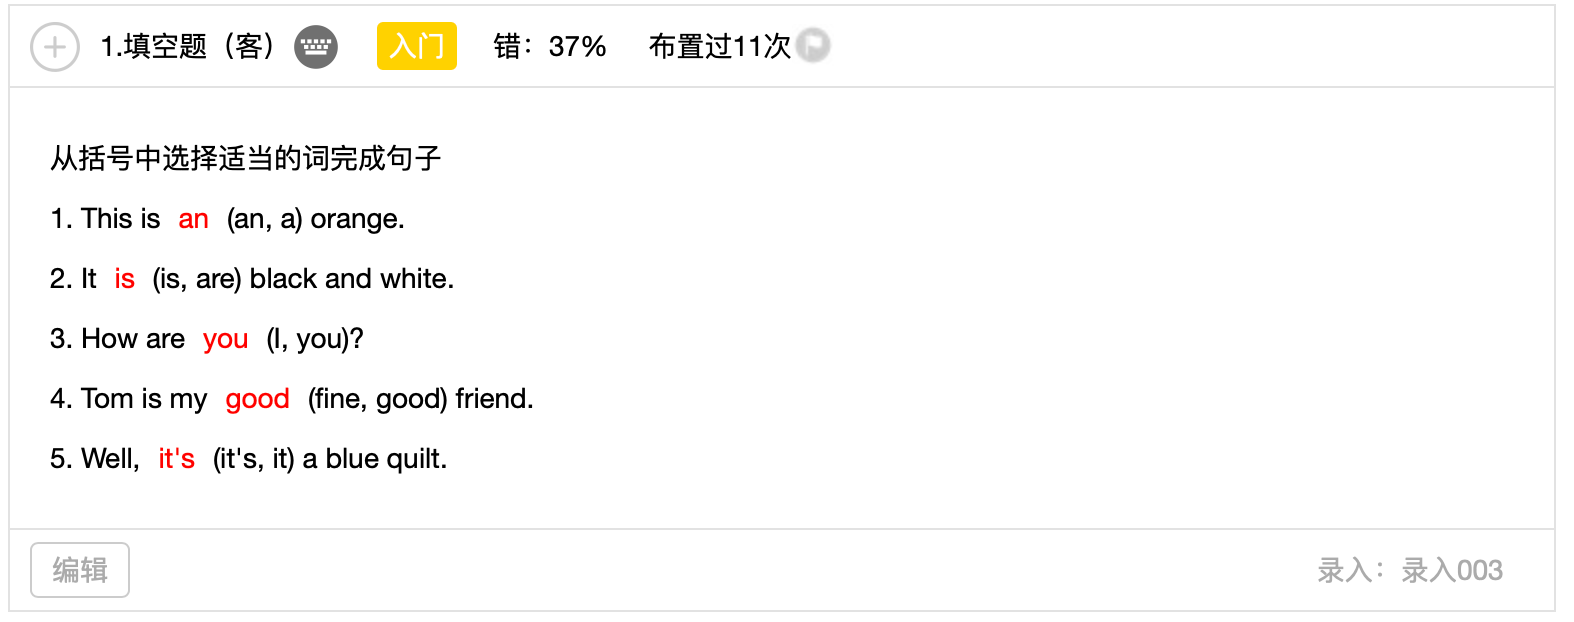 1.填空题（客） 入门 错：37% 布置过11次
从括号中选择适当的词完成句子
1. This is an (an, a) orange.
2. It is (is, are) black and white.
3. How are you (I, you)?
4. Tom is my good (fine, good) friend.
5. Well, it's (it's, it) a blue quilt.
编辑 录入：录入003